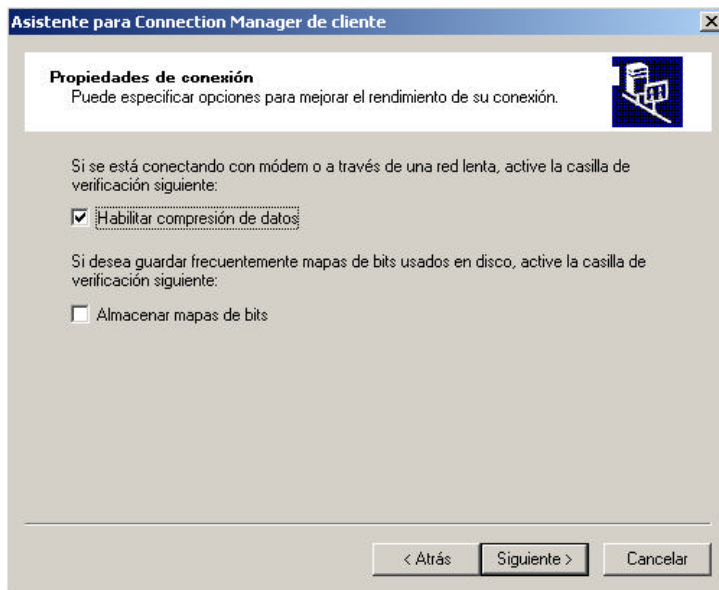 Asistente para Connection Manager de cliente
Propiedades de conexión
Puede especificar opciones para mejorar el rendimiento de su conexión.
Si se está conectando con módem o a través de una red lenta, active la casilla de
verificación siguiente:
Habilitar compresión de datos
Si desea guardar frecuentemente mapas de bits usados en disco, active la casilla de
verificación siguiente:
Almacenar mapas de bits
< Atrás
Siguiente >
Cancelar